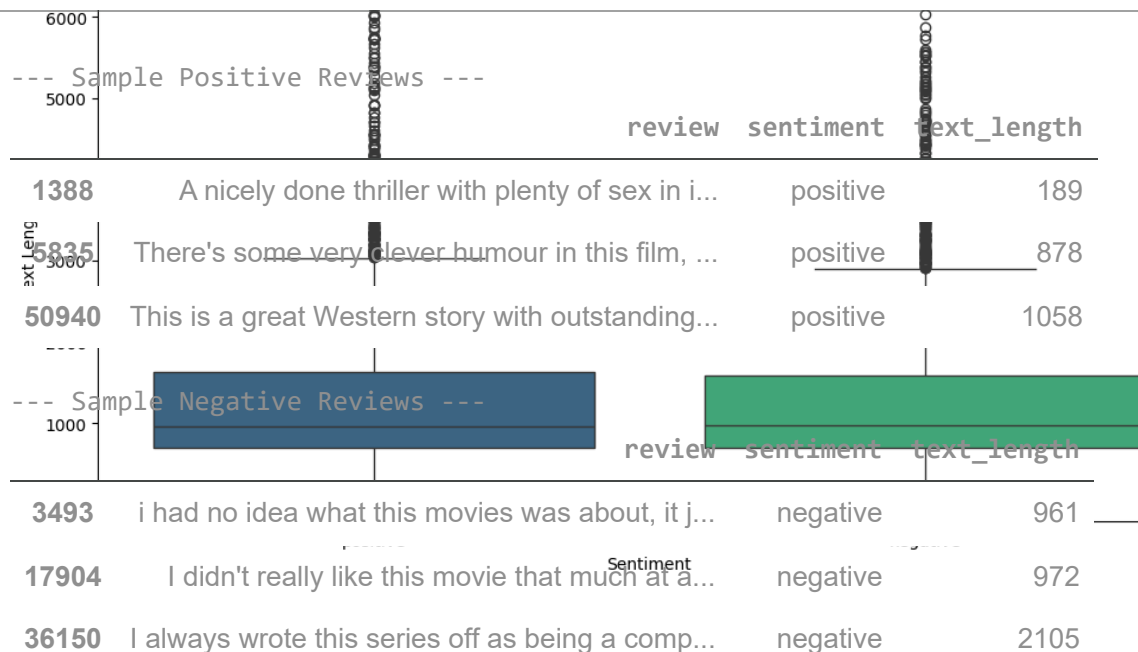 6000
--- Sample Positive Reviews ---
5000
review sentiment text_length
1388 A nicely done thriller with plenty of sex in i... positive 189
5835 There's some very clever humour in this film, ... positive 878
3000
50940 This is a great Western story with outstanding... positive 1058
--- Sample Negative Reviews ---
1000
review sentiment text_length
3493 i had no idea what this movies was about, it j... negative 961
Sentiment
17904 I didn't really like this movie that much at a... negative 972
36150 I always wrote this series off as being a comp... negative 2105